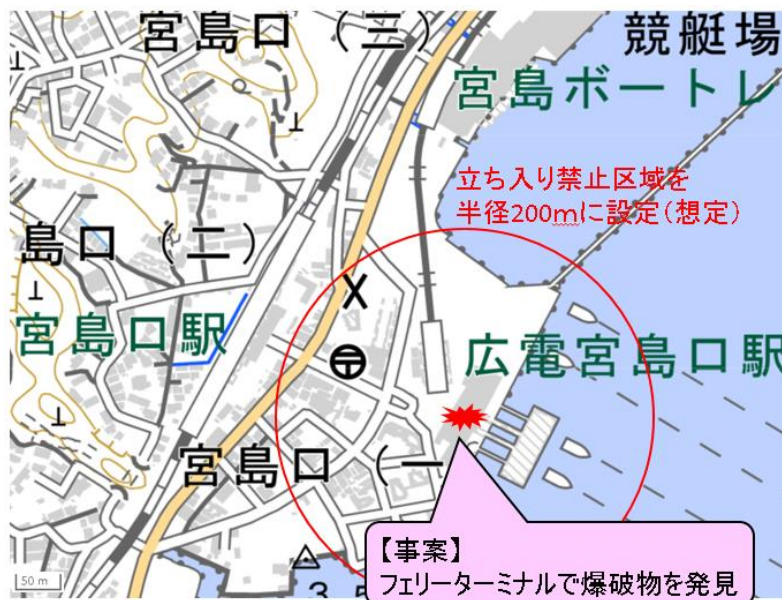 宮島口（三）
競艇場
宮島ボートレ
立ち入り禁止区域を
半径200mに設定（想定）
島口（二）
宮島口駅
広電宮島口駅
宮島口（一
【事案】
フェリーターミナルで爆破物を発見
3.5
50 m